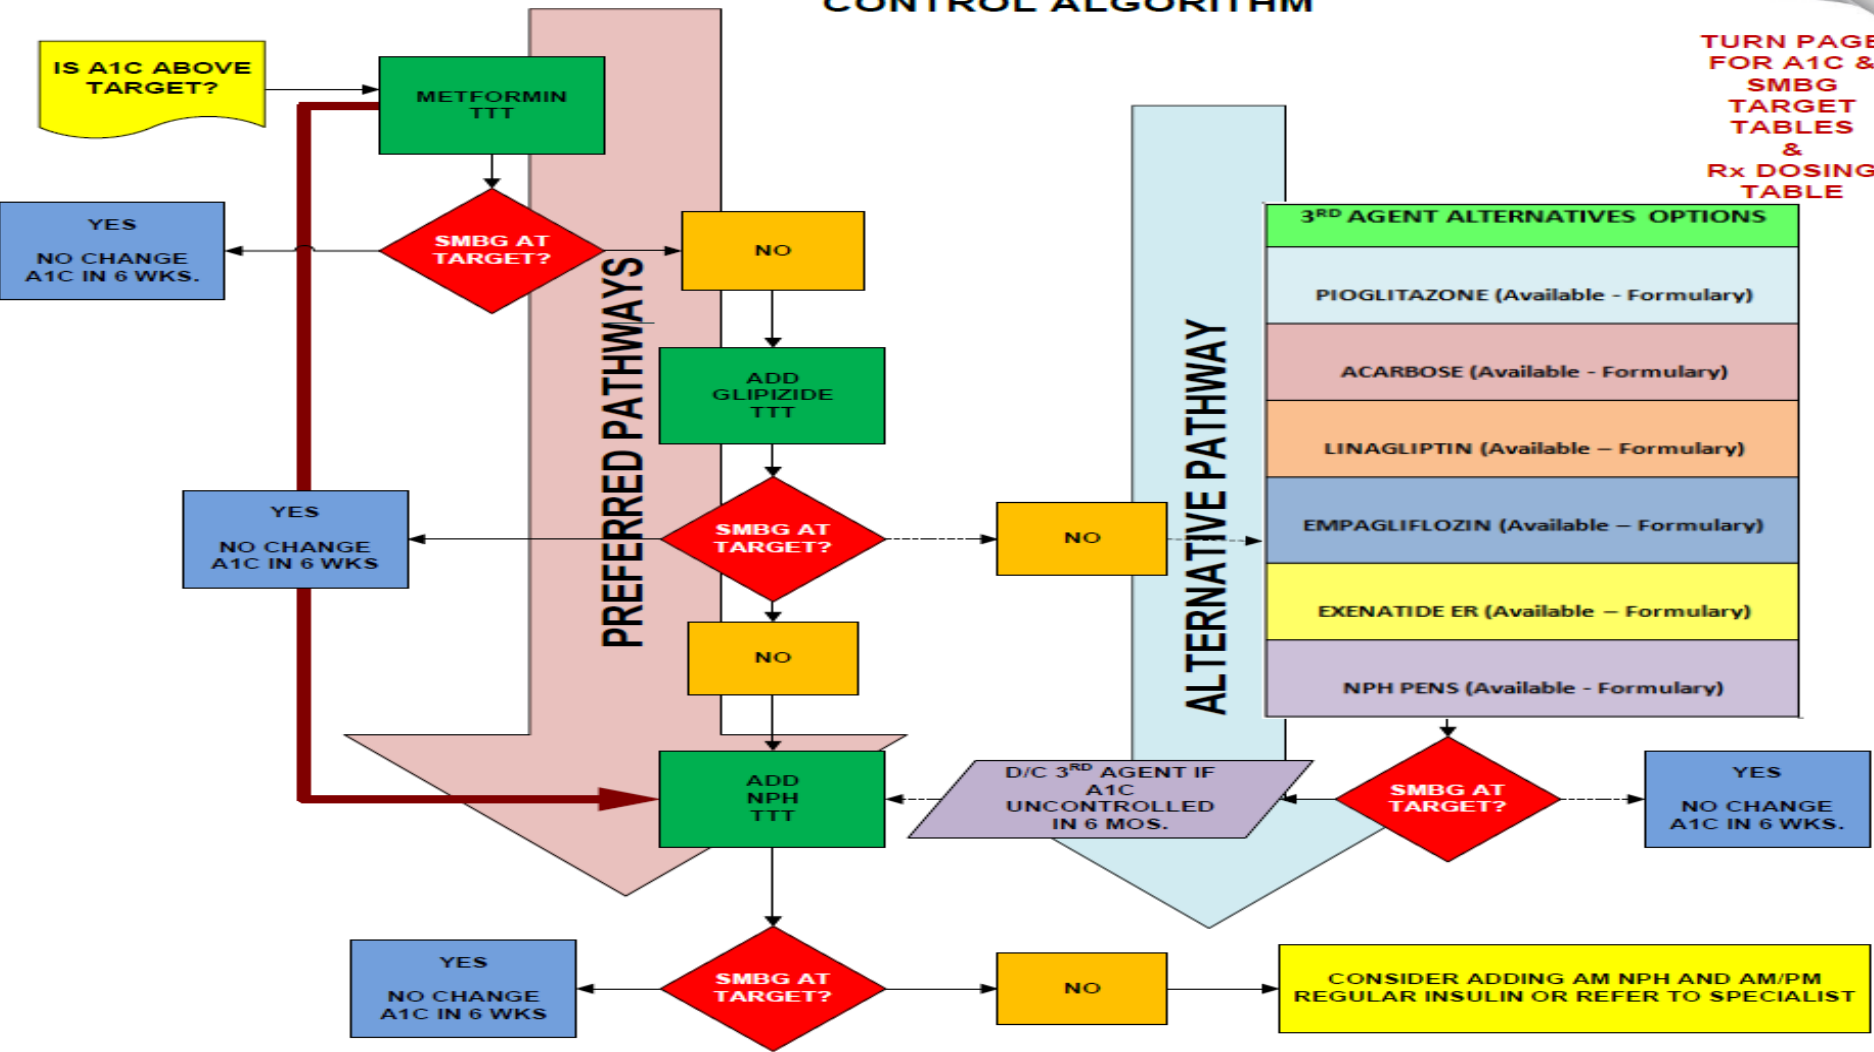 CONTROL ALGORITHM
TURN PAGE
FOR A1C &
SMBG
TARGET
TABLES
&
Rx DOSING
TABLE
IS A1C ABOVE
TARGET?
METFORMIN
TTT
YES
NO CHANGE
A1C IN 6 WKS.
SMBG AT
TARGET?
NO
PREFERRED PATHWAYS
ADD
GLIPIZIDE
TTT
YES
NO CHANGE
A1C IN 6 WKS
SMBG AT
TARGET?
NO
NO
ADD
NPH
TTT
ALTERNATIVE PATHWAY
3RD AGENT ALTERNATIVES OPTIONS
PIOGLITAZONE (Available - Formulary)
ACARBOSE (Available - Formulary)
LINAGLIPTIN (Available – Formulary)
EMPAGLIFLOZIN (Available – Formulary)
EXENATIDE ER (Available – Formulary)
NPH PENS (Available - Formulary)
D/C 3RD AGENT IF
A1C
UNCONTROLLED
IN 6 MOS.
SMBG AT
TARGET?
YES
NO CHANGE
A1C IN 6 WKS.
YES
NO CHANGE
A1C IN 6 WKS
SMBG AT
TARGET?
NO
CONSIDER ADDING AM NPH AND AM/PM
REGULAR INSULIN OR REFER TO SPECIALIST